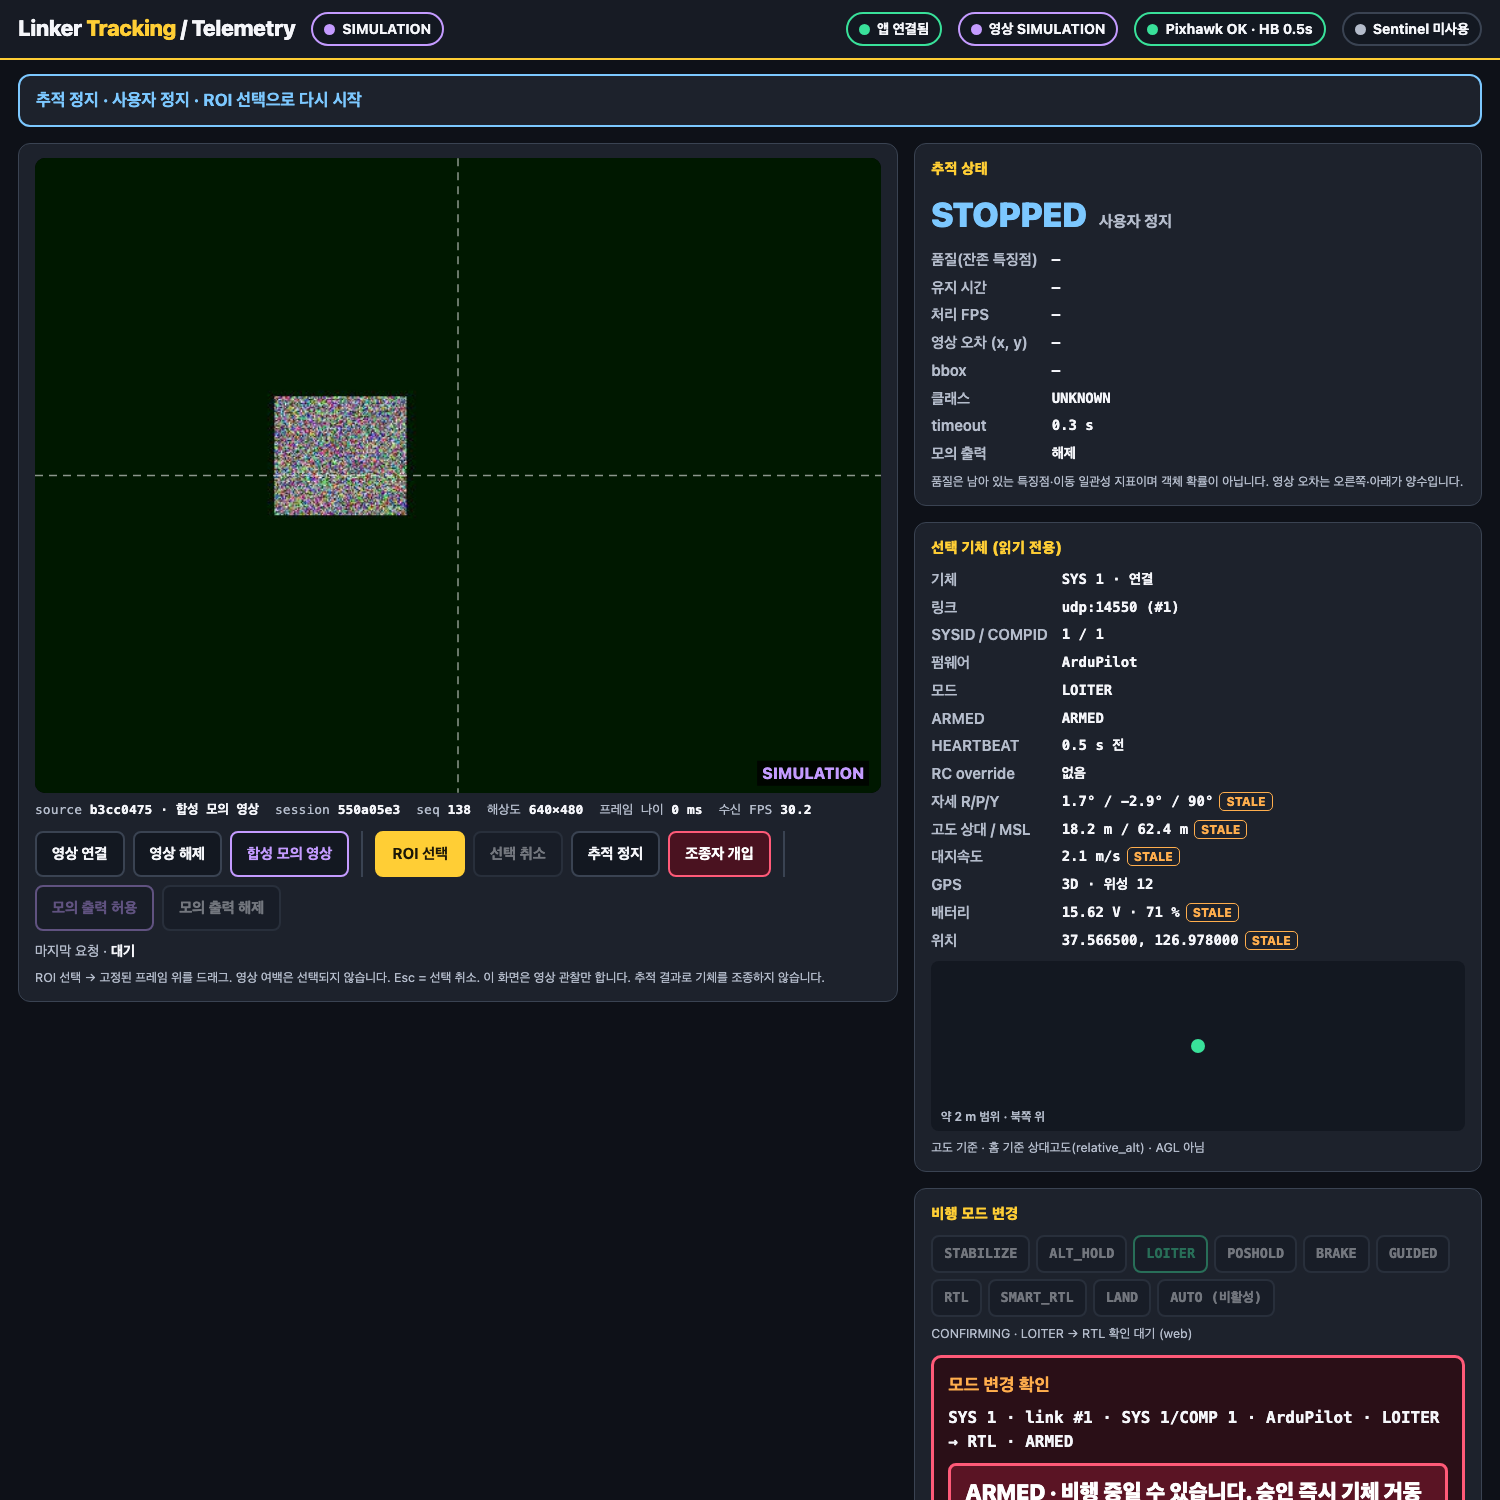 Linker Tracking / Telemetry
SIMULATION
앱 연결됨
영상 SIMULATION
Pixhawk OK · HB 0.5s
Sentinel 미사용
추적 정지 · 사용자 정지 · ROI 선택으로 다시 시작
SIMULATION
source b3cc0475 · 합성 모의 영상 session 550a05e3 seq 138 해상도 640×480 프레임 나이 0 ms 수신 FPS 30.2
영상 연결
영상 해제
합성 모의 영상
ROI 선택
선택 취소
추적 정지
조종자 개입
모의 출력 허용
모의 출력 해제
마지막 요청 · 대기
ROI 선택 → 고정된 프레임 위를 드래그. 영상 여백은 선택되지 않습니다. Esc = 선택 취소. 이 화면은 영상 관찰만 합니다. 추적 결과로 기체를 조종하지 않습니다.
추적 상태
STOPPED 사용자 정지
품질(잔존 특징점) —
유지 시간 —
처리 FPS —
영상 오차 (x, y) —
bbox —
클래스 UNKNOWN
timeout 0.3 s
모의 출력 해제
품질은 남아 있는 특징점·이동 일관성 지표이며 객체 확률이 아닙니다. 영상 오차는 오른쪽·아래가 양수입니다.
선택 기체 (읽기 전용)
기체 SYS 1 · 연결
링크 udp:14550 (#1)
SYSID / COMPID 1 / 1
펌웨어 ArduPilot
모드 LOITER
ARMED ARMED
HEARTBEAT 0.5 s 전
RC override 없음
자세 R/P/Y 1.7° / −2.9° / 90° STALE
고도 상대 / MSL 18.2 m / 62.4 m STALE
대지속도 2.1 m/s STALE
GPS 3D · 위성 12
배터리 15.62 V · 71 % STALE
위치 37.566500, 126.978000 STALE
약 2 m 범위 · 북쪽 위
고도 기준 · 홈 기준 상대고도(relative_alt) · AGL 아님
비행 모드 변경
STABILIZE
ALT_HOLD
LOITER
POSHOLD
BRAKE
GUIDED
RTL
SMART_RTL
LAND
AUTO (비활성)
CONFIRMING · LOITER → RTL 확인 대기 (web)
모드 변경 확인
SYS 1 · link #1 · SYS 1/COMP 1 · ArduPilot · LOITER
→ RTL · ARMED
ARMED · 비행 중일 수 있습니다. 승인 즉시 기체 거동